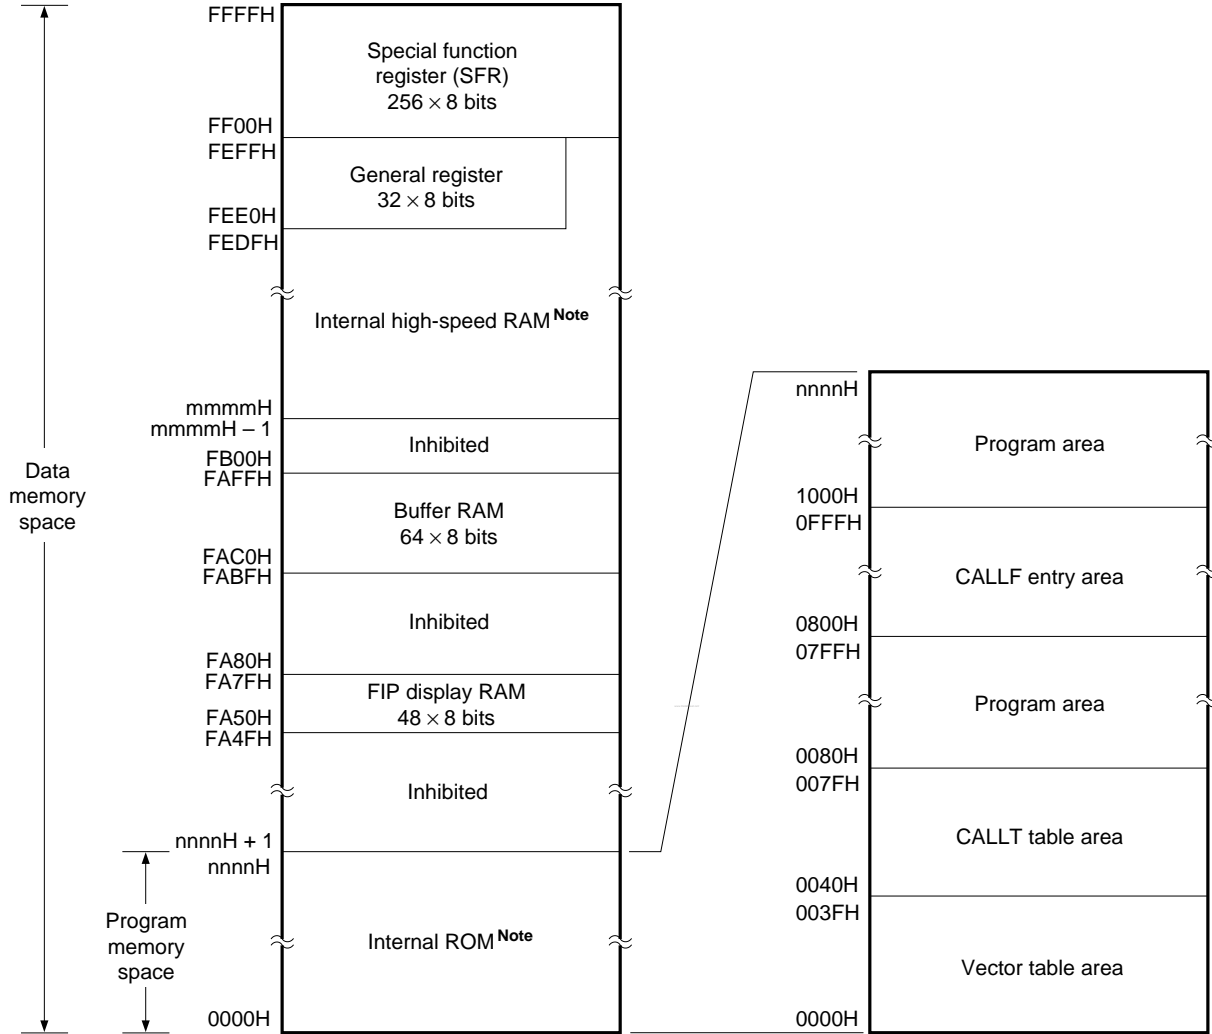 FFFFH
Special function
register (SFR)
256 × 8 bits
FF00H
FEFFH
General register
32 × 8 bits
FEE0H
FEDFH
Internal high-speed RAM Note
mmmmH
mmmmH – 1
Inhibited
FB00H
FAFFH
Buffer RAM
64 × 8 bits
FAC0H
FABFH
Inhibited
FA80H
FA7FH
FIP display RAM
48 × 8 bits
FA50H
FA4FH
Inhibited
nnnnH + 1
nnnnH
Internal ROM Note
0000H
Data
memory
space
Program
memory
space
nnnnH
Program area
1000H
0FFFH
CALLF entry area
0800H
07FFH
Program area
0080H
007FH
CALLT table area
0040H
003FH
Vector table area
0000H